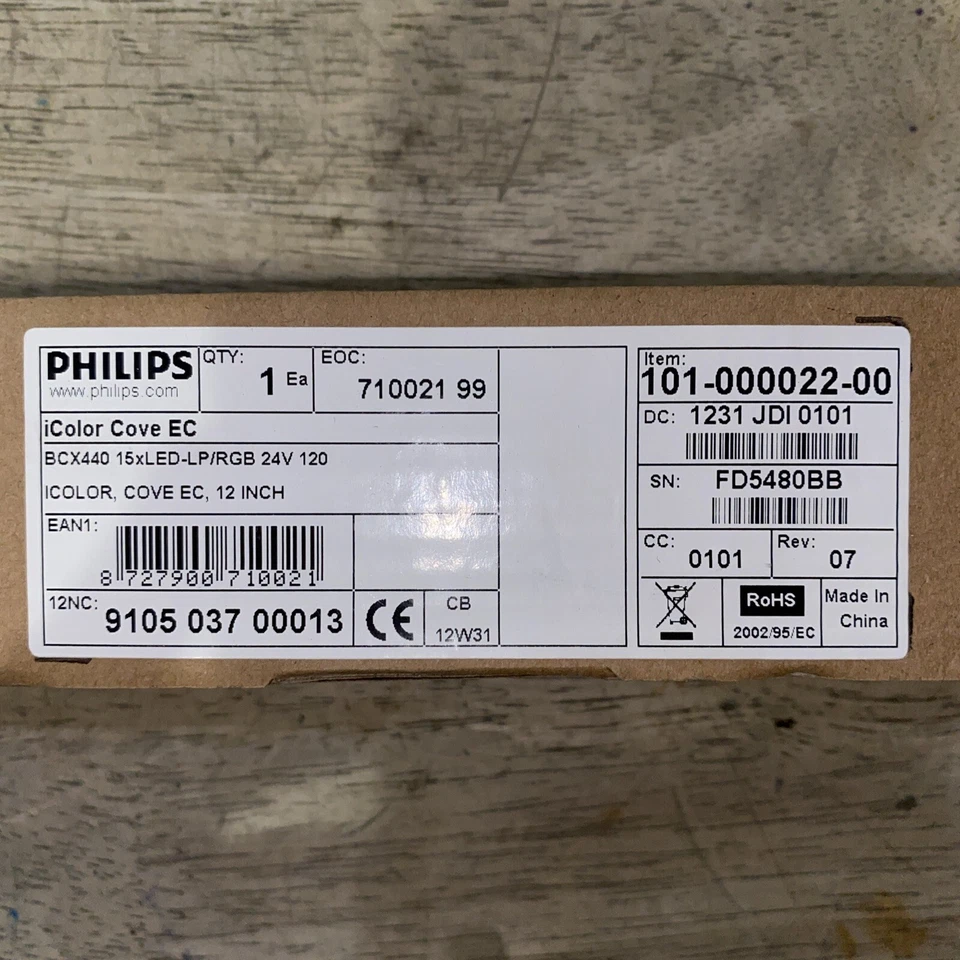 PHILIPS
www.philips.com
QTY:
1 Ea
EOC:
710021 99
iColor Cove EC
BCX440 15xLED-LP/RGB 24V 120
ICOLOR, COVE EC, 12 INCH
EAN1:
8 727900 710021
12NC:
9105 037 00013
CE
CB
12W31
Item:
101-000022-00
DC: 1231 JDI 0101
SN: FD5480BB
CC:
0101
Rev:
07
RoHS
2002/95/EC
Made In
China